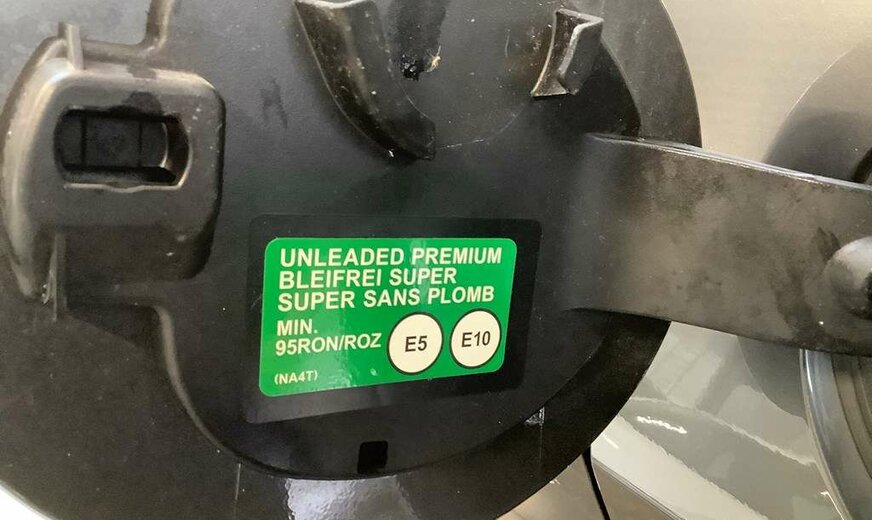 UNLEADED PREMIUM
BLEIFREI SUPER
SUPER SANS PLOMB
MIN.
95RON/ROZ E5 E10
(NA4T)